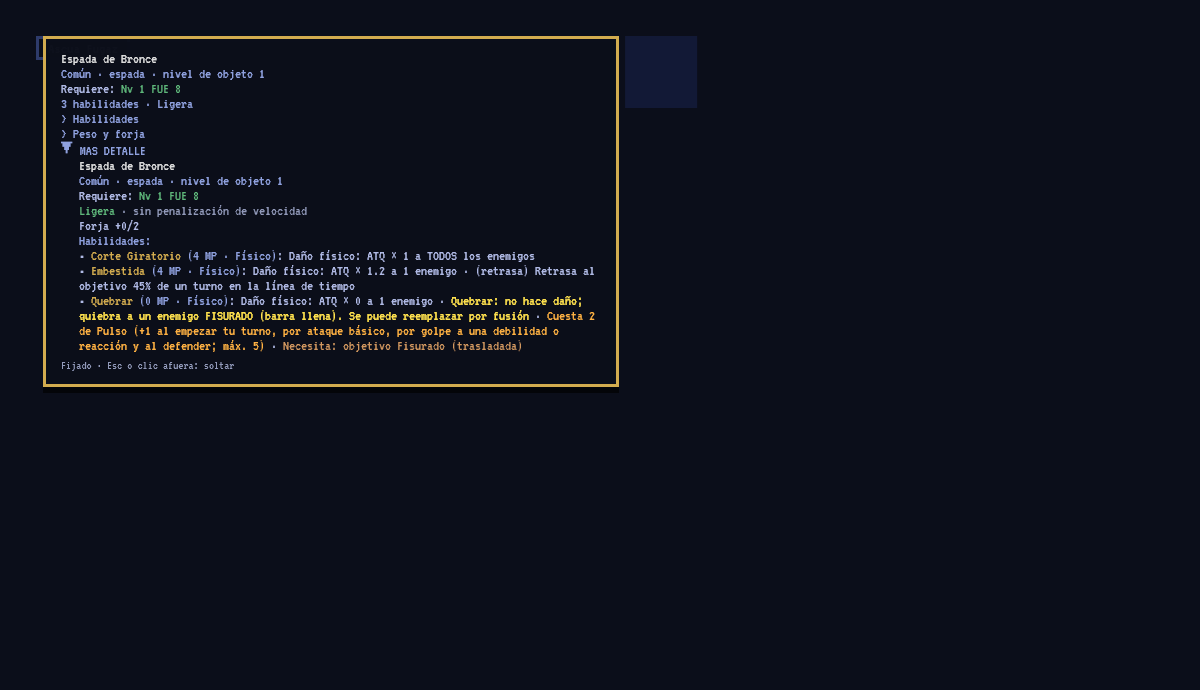 Espada de Bronce
Común · espada · nivel de objeto 1
Requiere: Nv 1 FUE 8
3 habilidades · Ligera
› Habilidades
› Peso y forja
▼ MAS DETALLE
Espada de Bronce
Común · espada · nivel de objeto 1
Requiere: Nv 1 FUE 8
Ligera · sin penalización de velocidad
Forja +0/2
Habilidades:
• Corte Giratorio (4 MP · Físico): Daño físico: ATQ × 1 a TODOS los enemigos
• Embestida (4 MP · Físico): Daño físico: ATQ × 1.2 a 1 enemigo · (retrasa) Retrasa al
objetivo 45% de un turno en la línea de tiempo
• Quebrar (0 MP · Físico): Daño físico: ATQ × 0 a 1 enemigo · Quebrar: no hace daño;
quiebra a un enemigo FISURADO (barra llena). Se puede reemplazar por fusión · Cuesta 2
de Pulso (+1 al empezar tu turno, por ataque básico, por golpe a una debilidad o
reacción y al defender; máx. 5) · Necesita: objetivo Fisurado (trasladada)
Fijado · Esc o clic afuera: soltar